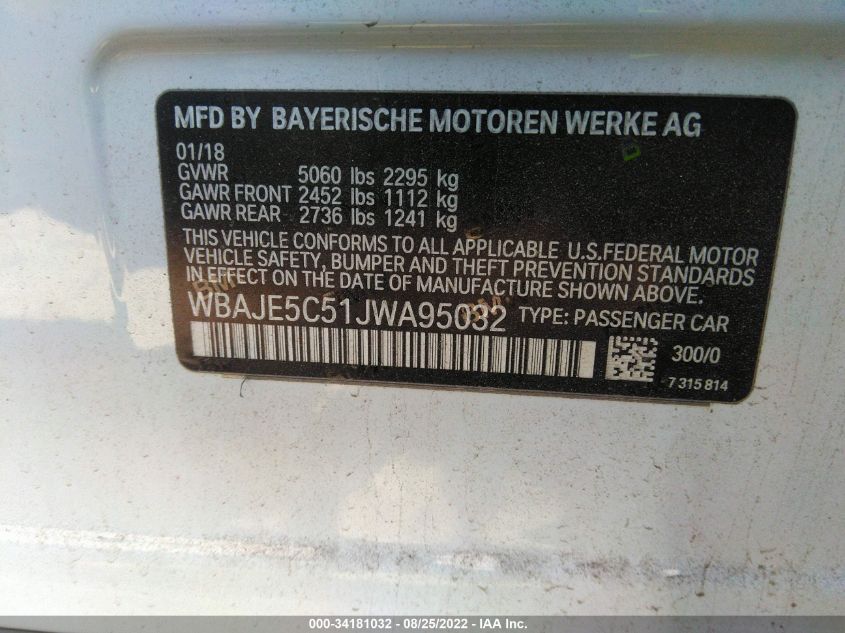 MFD BY BAYERISCHE MOTOREN WERKE AG
01/18
GVWR 5060 lbs 2295 kg
GAWR FRONT 2452 lbs 1112 kg
GAWR REAR 2736 lbs 1241 kg
THIS VEHICLE CONFORMS TO ALL APPLICABLE U.S.FEDERAL MOTOR
VEHICLE SAFETY, BUMPER AND THEFT PREVENTION STANDARDS
IN EFFECT ON THE DATE OF MANUFACTURE SHOWN ABOVE.
WBAJE5C51JWA95032 TYPE: PASSENGER CAR
300/0
7 315 814
000-34181032 - 08/25/2022 - IAA Inc.